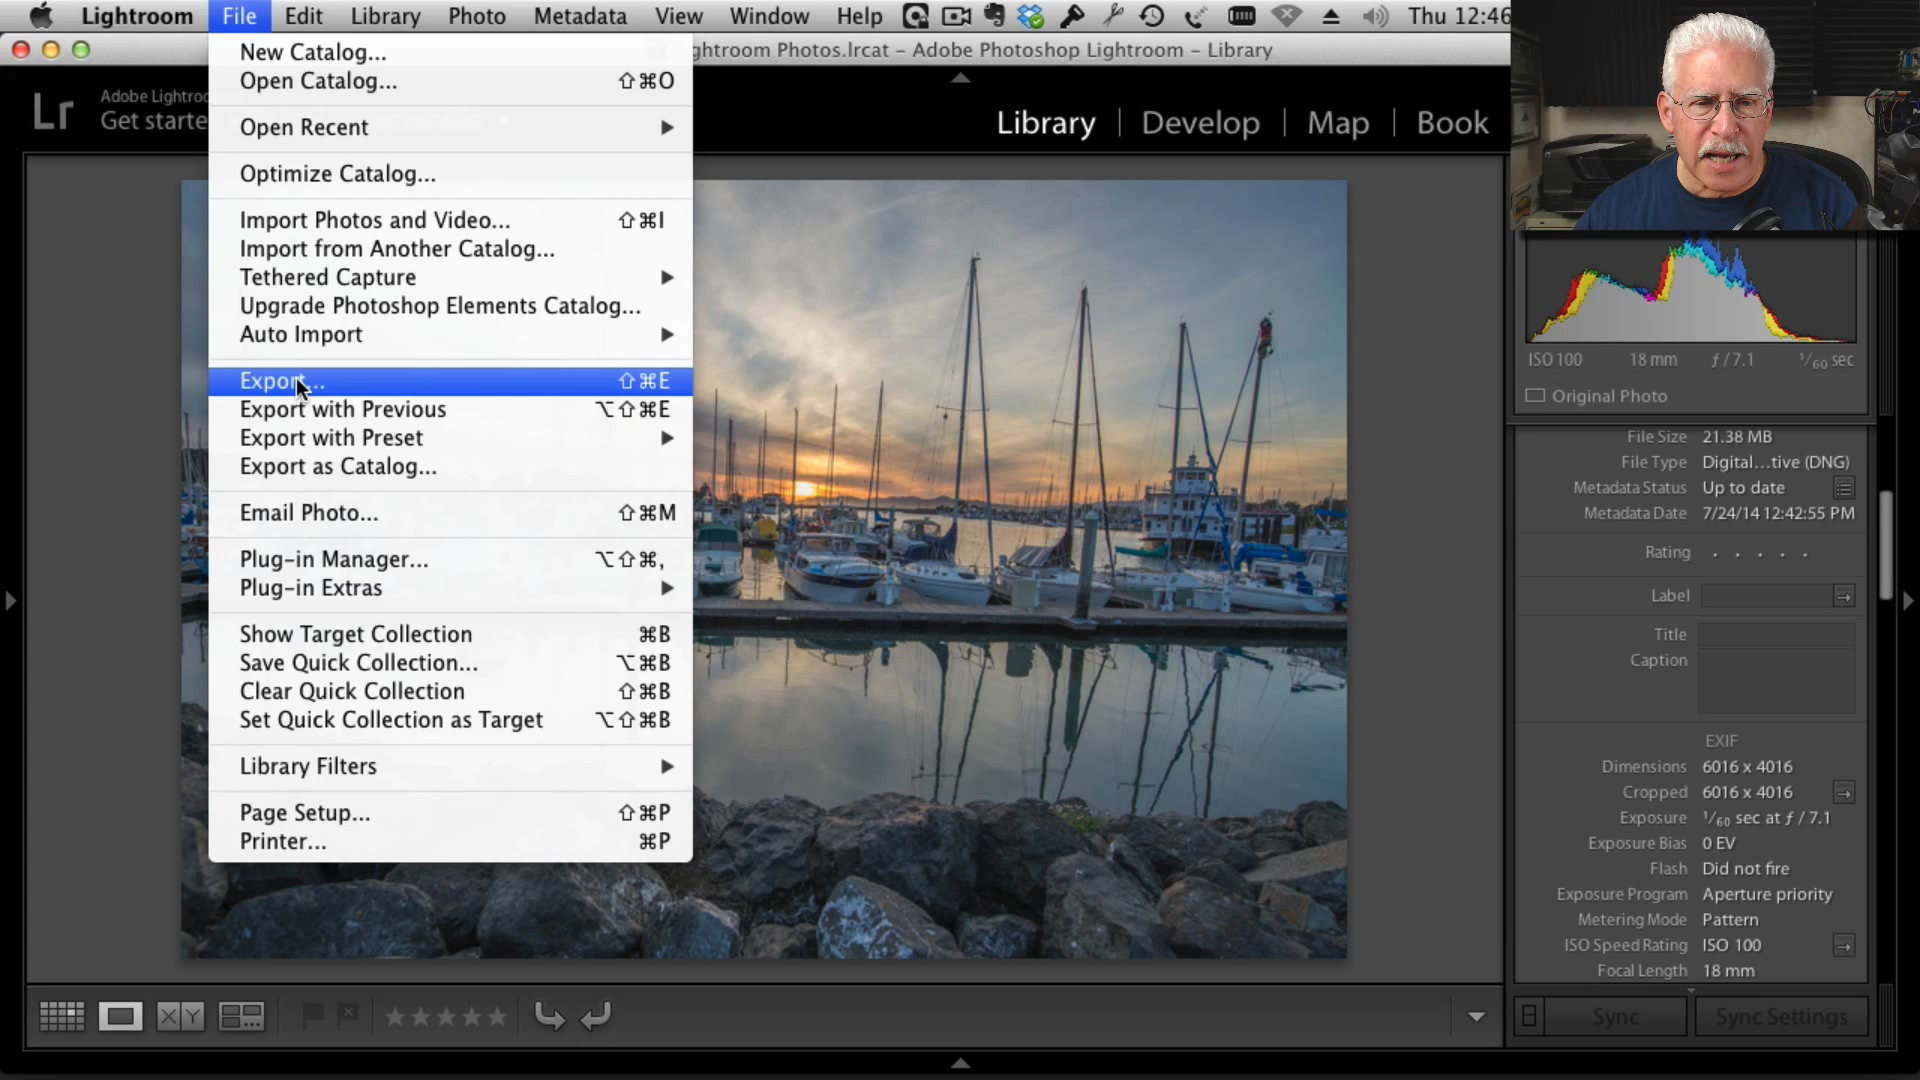 Lightroom File Edit Library Photo Metadata View Window Help Thu 12:46
ghtroom Photos.lrcat – Adobe Photoshop Lightroom – Library
Lr
Adobe Lightro
Get starte
Library | Develop | Map | Book
New Catalog...
Open Catalog... ⇧⌘O
Open Recent ▶
Optimize Catalog...
Import Photos and Video... ⇧⌘I
Import from Another Catalog...
Tethered Capture ▶
Upgrade Photoshop Elements Catalog...
Auto Import ▶
Export... ⇧⌘E
Export with Previous ⌥⇧⌘E
Export with Preset ▶
Export as Catalog...
Email Photo... ⇧⌘M
Plug-in Manager... ⌥⇧⌘,
Plug-in Extras ▶
Show Target Collection ⌘B
Save Quick Collection... ⌥⌘B
Clear Quick Collection ⇧⌘B
Set Quick Collection as Target ⌥⇧⌘B
Library Filters ▶
Page Setup... ⇧⌘P
Printer... ⌘P
ISO 100 18 mm ƒ / 7.1 1/60 sec
Original Photo
File Size 21.38 MB
File Type Digital...tive (DNG)
Metadata Status Up to date
Metadata Date 7/24/14 12:42:55 PM
Rating . . . . .
Label
Title
Caption
EXIF
Dimensions 6016 x 4016
Cropped 6016 x 4016
Exposure 1/60 sec at ƒ / 7.1
Exposure Bias 0 EV
Flash Did not fire
Exposure Program Aperture priority
Metering Mode Pattern
ISO Speed Rating ISO 100
Focal Length 18 mm
X Y
Sync Sync Settings